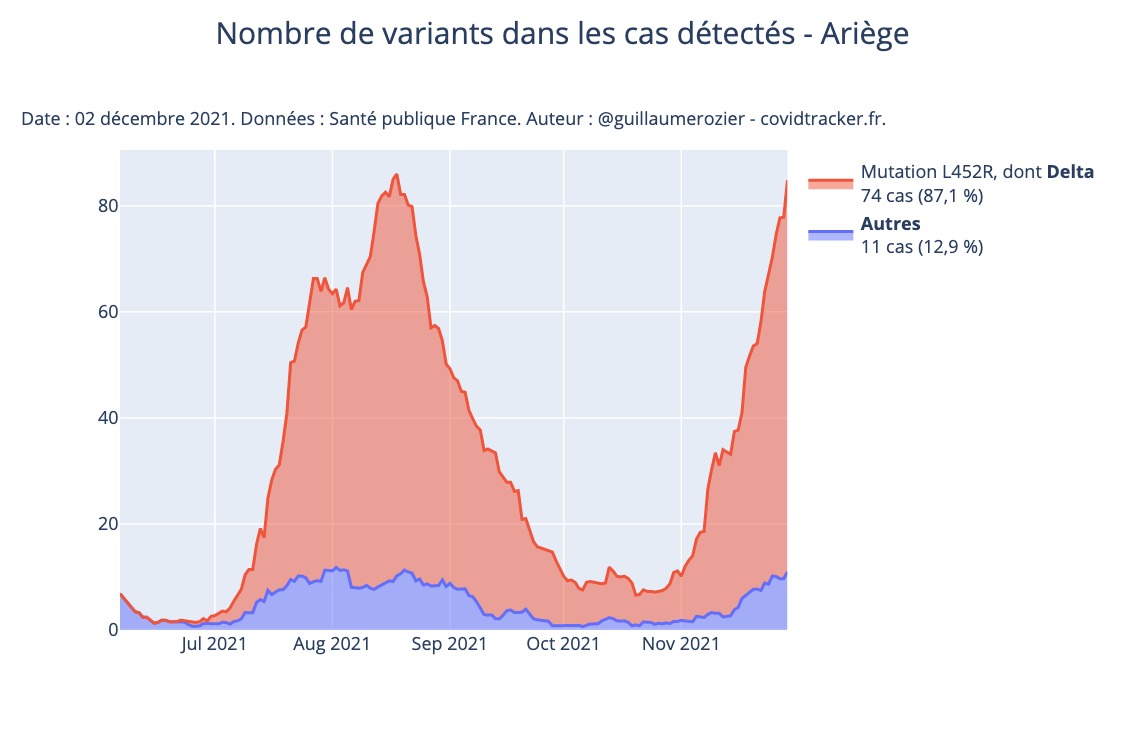 Nombre de variants dans les cas détectés - Ariège
Date : 02 décembre 2021. Données : Santé publique France. Auteur : @guillaumerozier - covidtracker.fr.
Mutation L452R, dont Delta
74 cas (87,1 %)
Autres
11 cas (12,9 %)
80
60
40
20
0
Jul 2021 Aug 2021 Sep 2021 Oct 2021 Nov 2021